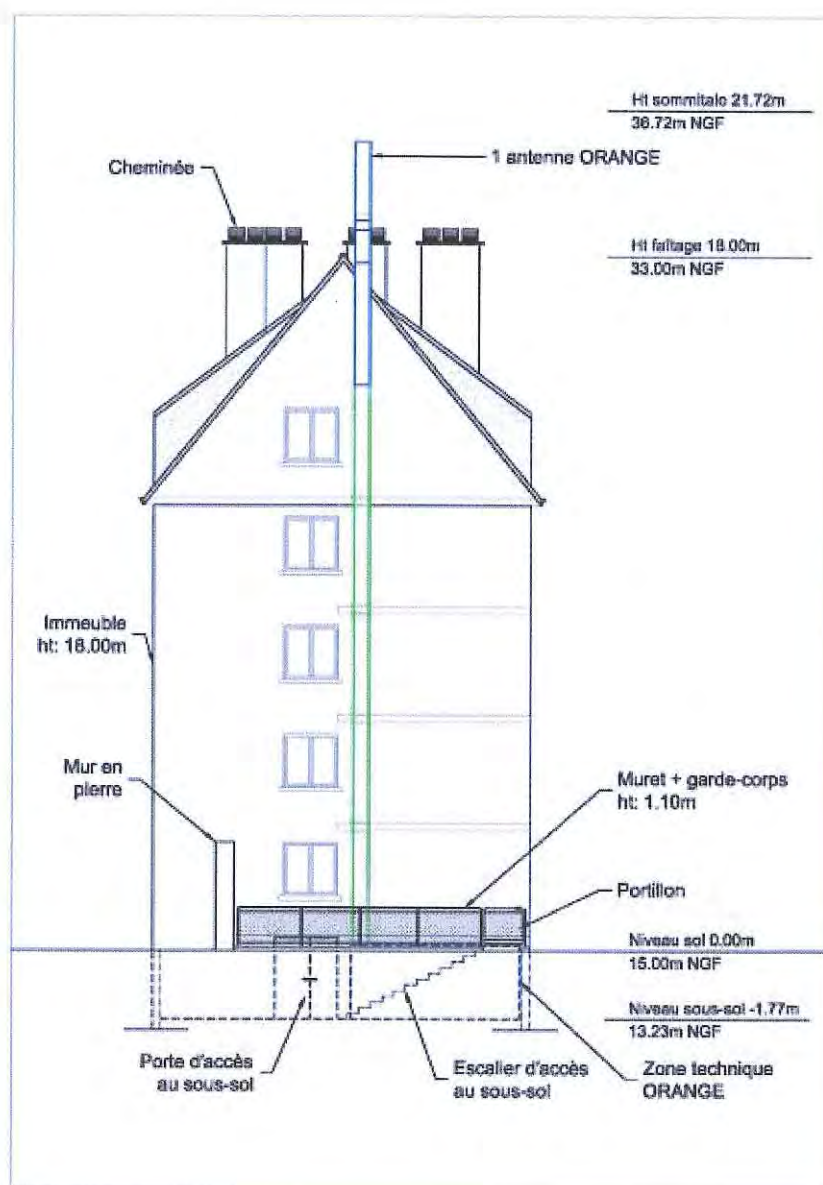 Ht sommitale 21.72m
36.72m NGF
1 antenne ORANGE
Cheminée
Ht faîtage 18.00m
33.00m NGF
Immeuble
ht: 18.00m
Mur en
pierre
Muret + garde-corps
ht: 1.10m
Portillon
Niveau sol 0.00m
15.00m NGF
Niveau sous-sol -1.77m
13.23m NGF
Porte d'accès
au sous-sol
Escalier d'accès
au sous-sol
Zone technique
ORANGE